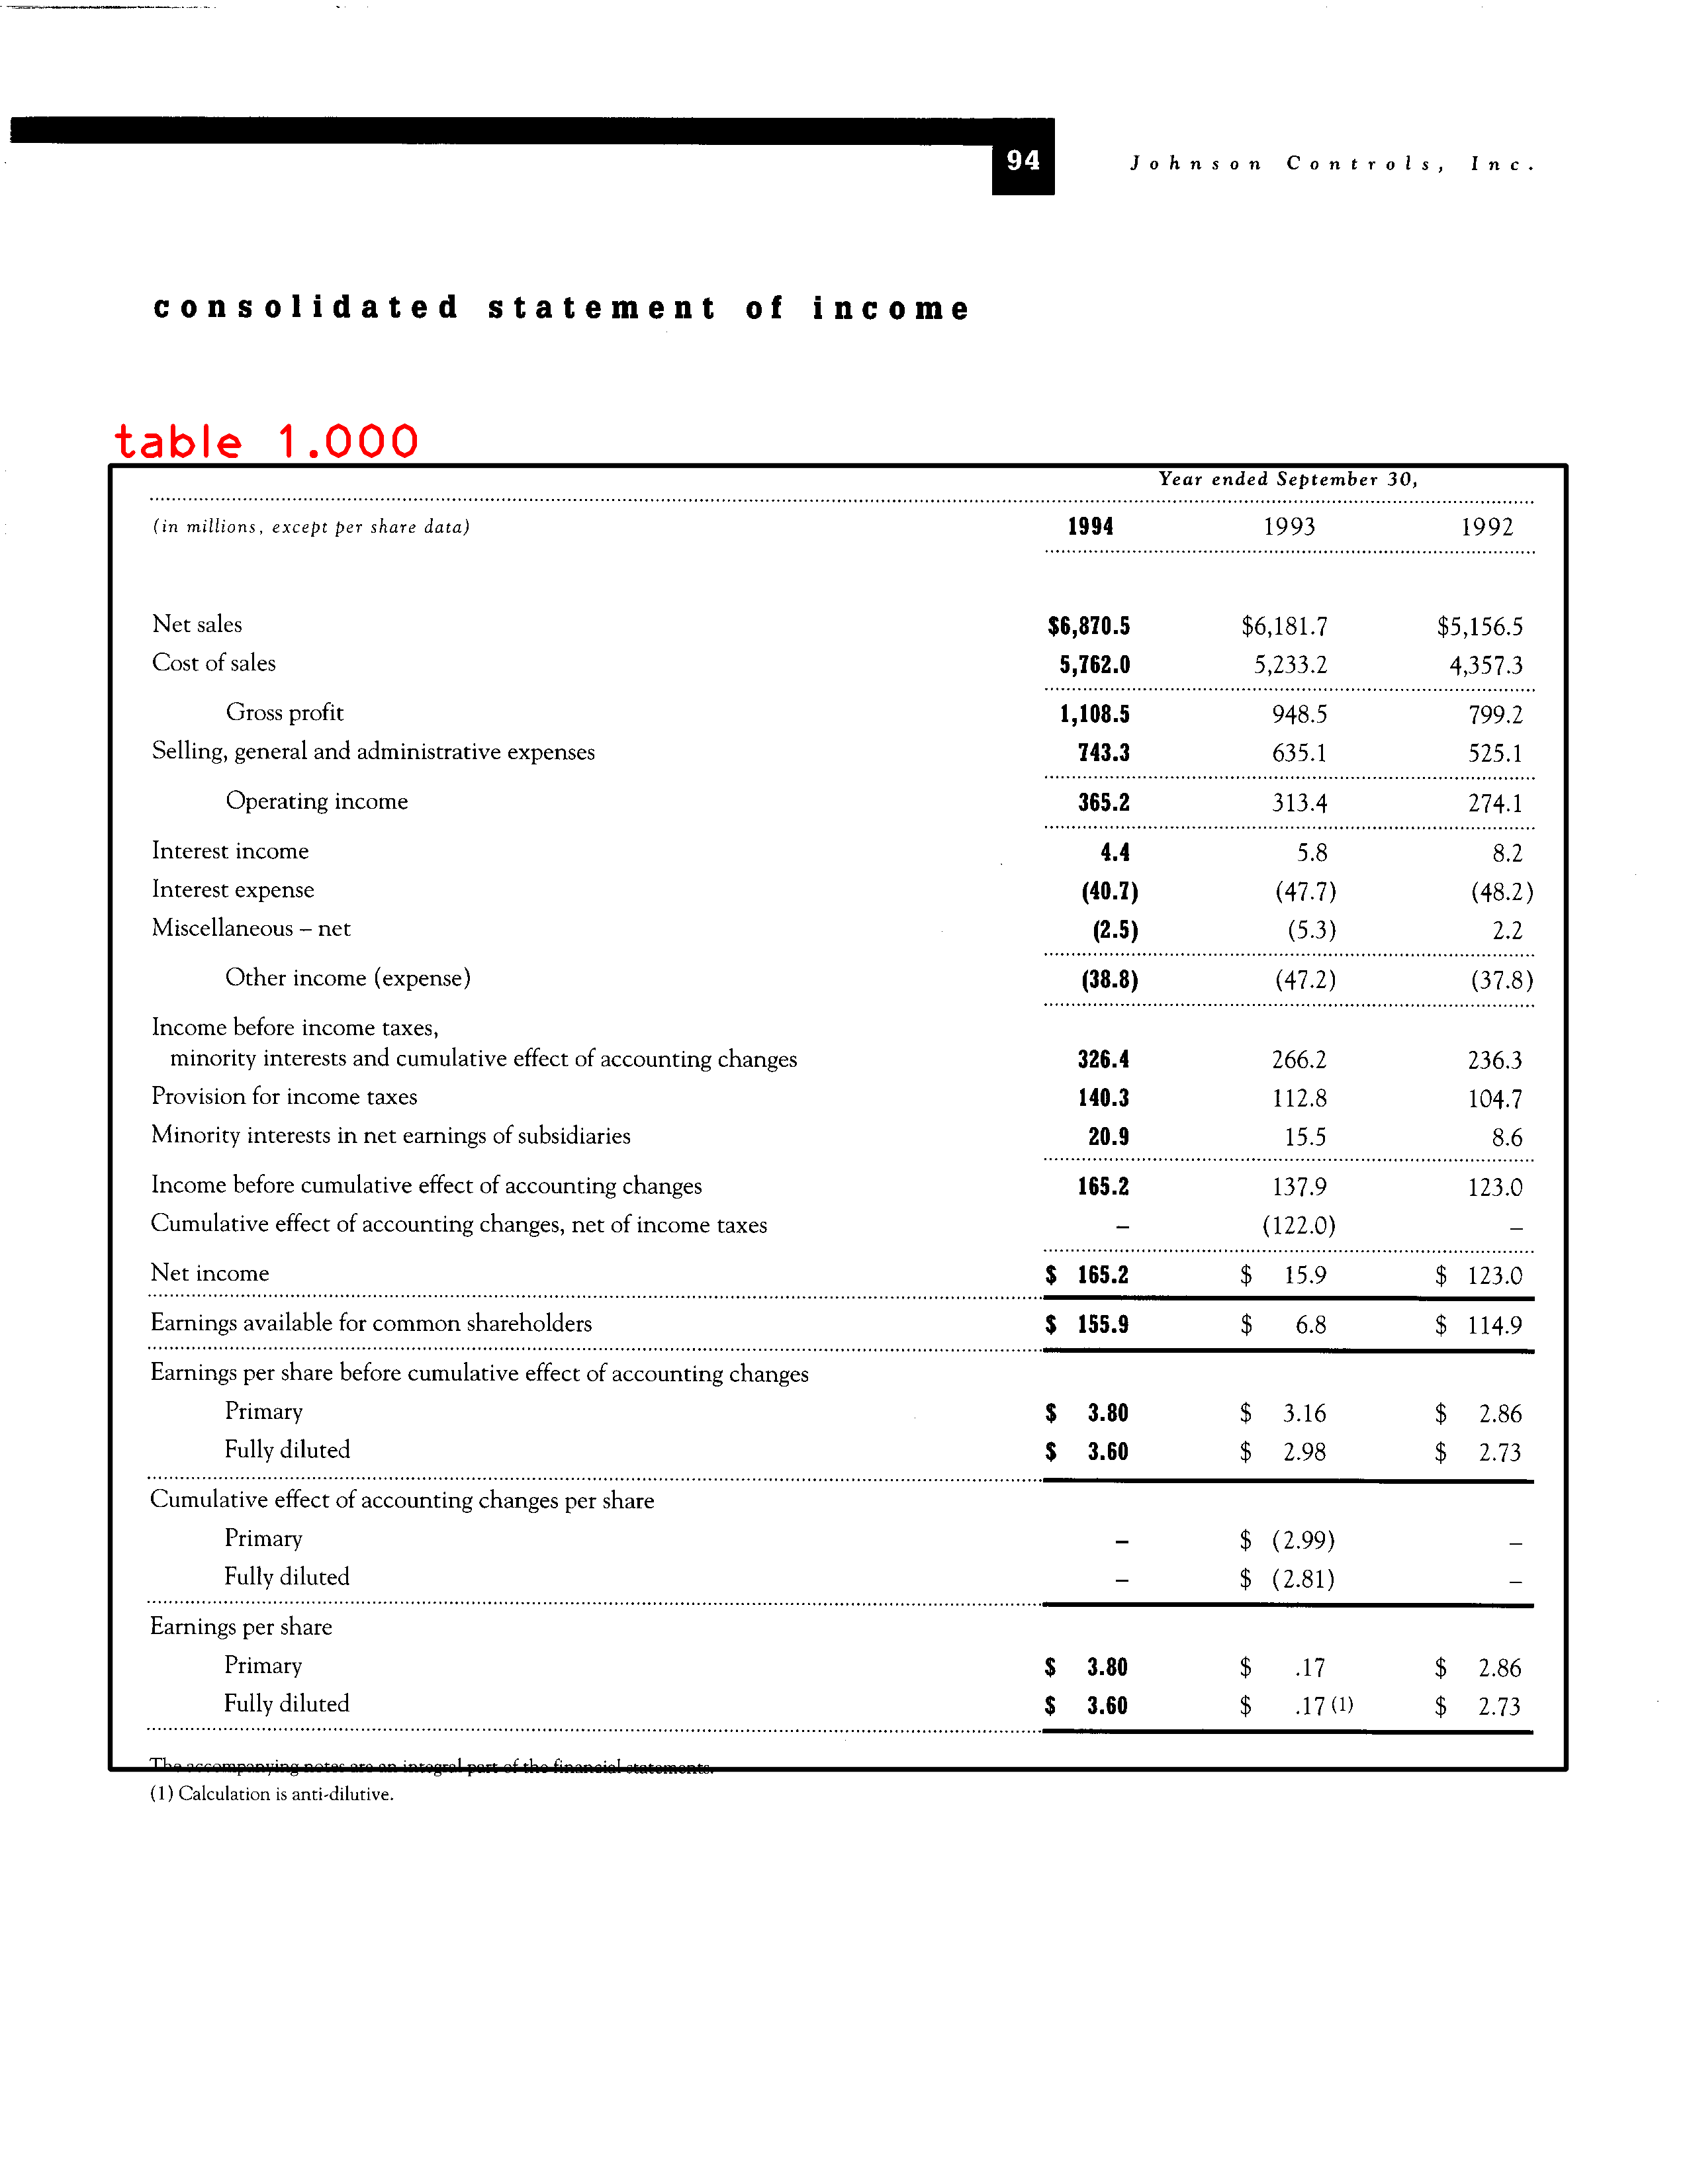 94
Johnson Controls, Inc.
consolidated statement of income
table 1.000
Year ended September 30,
(in millions, except per share data) 1994 1993 1992
Net sales $6,870.5 $6,181.7 $5,156.5
Cost of sales 5,762.0 5,233.2 4,357.3
Gross profit 1,108.5 948.5 799.2
Selling, general and administrative expenses 743.3 635.1 525.1
Operating income 365.2 313.4 274.1
Interest income 4.4 5.8 8.2
Interest expense (40.7) (47.7) (48.2)
Miscellaneous – net (2.5) (5.3) 2.2
Other income (expense) (38.8) (47.2) (37.8)
Income before income taxes,
minority interests and cumulative effect of accounting changes 326.4 266.2 236.3
Provision for income taxes 140.3 112.8 104.7
Minority interests in net earnings of subsidiaries 20.9 15.5 8.6
Income before cumulative effect of accounting changes 165.2 137.9 123.0
Cumulative effect of accounting changes, net of income taxes – (122.0) –
Net income $ 165.2 $ 15.9 $ 123.0
Earnings available for common shareholders $ 155.9 $ 6.8 $ 114.9
Earnings per share before cumulative effect of accounting changes
Primary $ 3.80 $ 3.16 $ 2.86
Fully diluted $ 3.60 $ 2.98 $ 2.73
Cumulative effect of accounting changes per share
Primary – $ (2.99) –
Fully diluted – $ (2.81) –
Earnings per share
Primary $ 3.80 $ .17 $ 2.86
Fully diluted $ 3.60 $ .17 (1) $ 2.73
The accompanying notes are an integral part of the financial statements.
(1) Calculation is anti-dilutive.